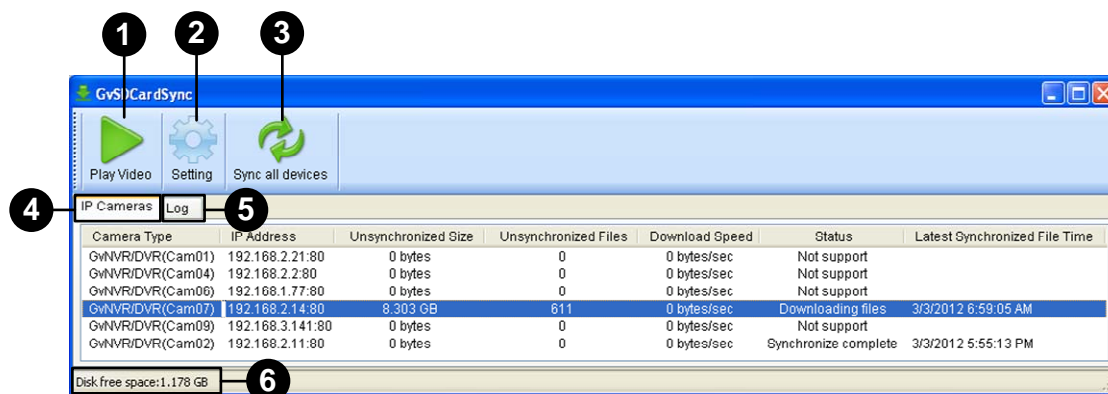 1 2 3
GvSDCardSync
Play Video Setting Sync all devices
4 IP Cameras Log 5
Camera Type IP Address Unsynchronized Size Unsynchronized Files Download Speed Status Latest Synchronized File Time
GvNVR/DVR(Cam01) 192.168.2.21:80 0 bytes 0 0 bytes/sec Not support
GvNVR/DVR(Cam04) 192.168.2.2:80 0 bytes 0 0 bytes/sec Not support
GvNVR/DVR(Cam06) 192.168.1.77:80 0 bytes 0 0 bytes/sec Not support
GvNVR/DVR(Cam07) 192.168.2.14:80 8.303 GB 611 0 bytes/sec Downloading files 3/3/2012 6:59:05 AM
GvNVR/DVR(Cam09) 192.168.3.141:80 0 bytes 0 0 bytes/sec Not support
GvNVR/DVR(Cam02) 192.168.2.11:80 0 bytes 0 0 bytes/sec Synchronize complete 3/3/2012 5:55:13 PM
Disk free space:1.178 GB 6